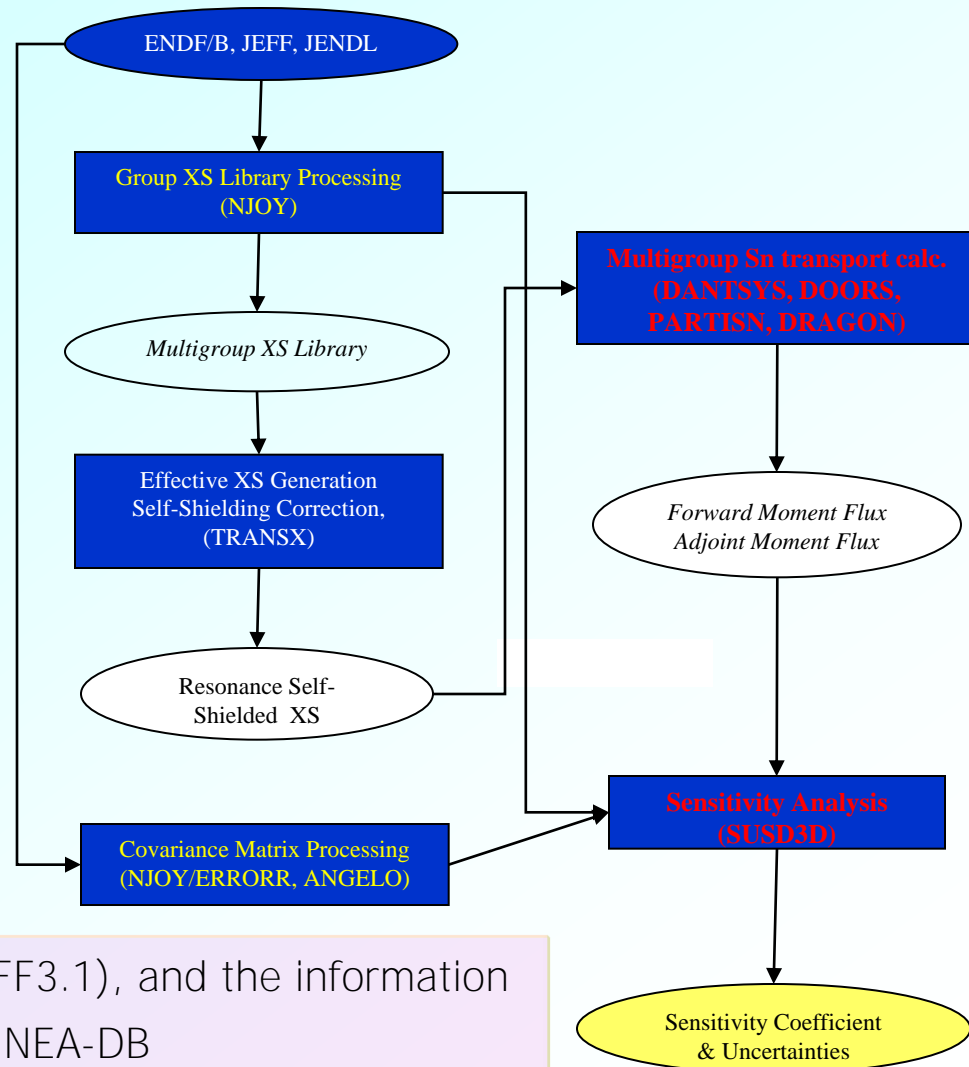 ENDF/B, JEFF, JENDL
Group XS Library Processing
(NJOY)
Multigroup XS Library
Effective XS Generation
Self-Shielding Correction,
(TRANSX)
Resonance Self-
Shielded XS
Covariance Matrix Processing
(NJOY/ERRORR, ANGELO)
Multigroup Sn transport calc.
(DANTSYS, DOORS,
PARTISN, DRAGON)
Forward Moment Flux
Adjoint Moment Flux
Sensitivity Analysis
(SUSD3D)
Sensitivity Coefficient
& Uncertainties
FF3.1), and the information
NEA-DB